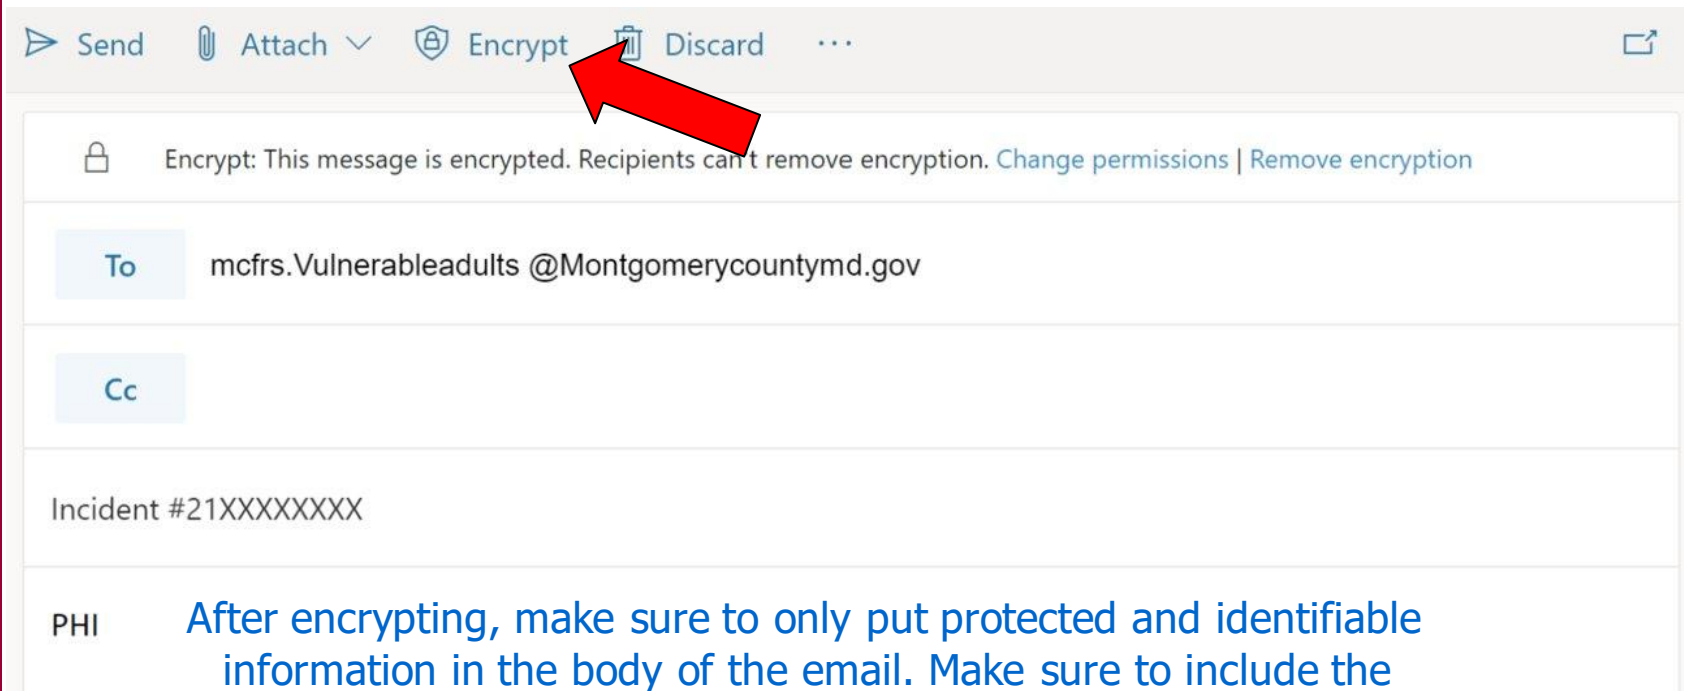 Send Attach Encrypt Discard ...
Encrypt: This message is encrypted. Recipients can't remove encryption. Change permissions | Remove encryption
To mcfrs.Vulnerableadults @Montgomerycountymd.gov
Cc
Incident #21XXXXXXXX
PHI After encrypting, make sure to only put protected and identifiable
information in the body of the email. Make sure to include the